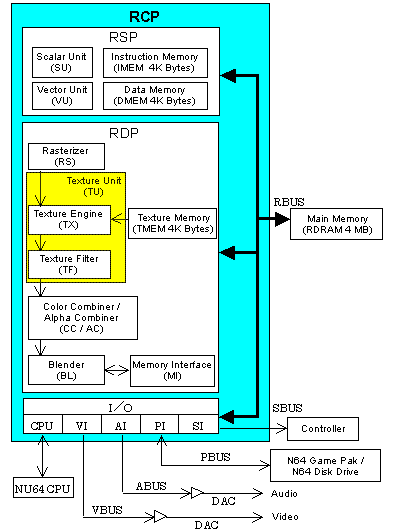 RCP
RSP
Scalar Unit
(SU)
Instruction Memory
(IMEM 4K Bytes)
Vector Unit
(VU)
Data Memory
(DMEM 4K Bytes)
RDP
Rasterizer
(RS)
Texture Unit
(TU)
Texture Engine
(TX)
Texture Memory
(TMEM 4K Bytes)
Texture Filter
(TF)
Color Combiner /
Alpha Combiner
(CC / AC)
Blender
(BL)
Memory Interface
(MI)
RBUS
Main Memory
(RDRAM 4 MB)
I/O
CPU
VI
AI
PI
SI
SBUS
Controller
PBUS
N64 Game Pak /
N64 Disk Drive
NU64 CPU
ABUS
DAC
Audio
VBUS
DAC
Video